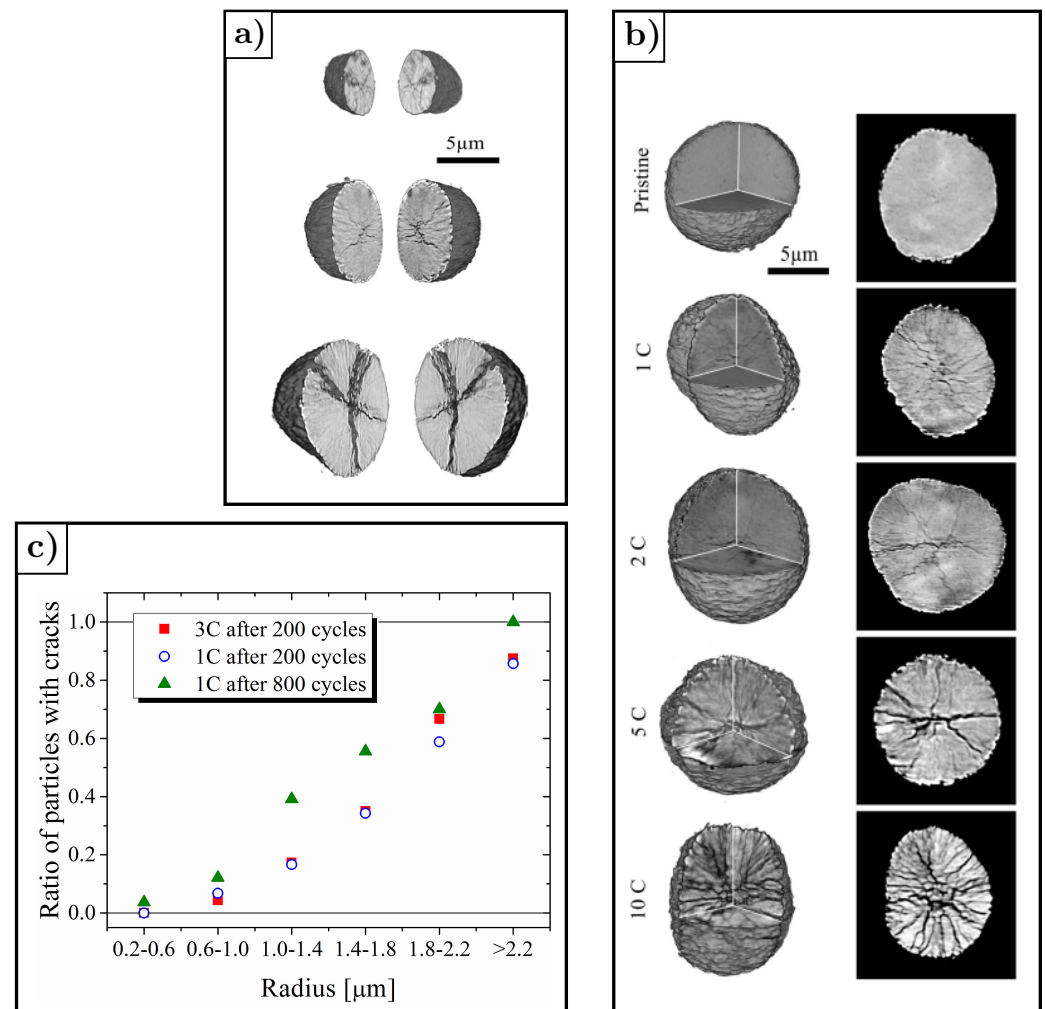 a)
5μm
b)
Pristine
5μm
1 C
2 C
5 C
10 C
c)
Ratio of particles with cracks
1.0
0.8
0.6
0.4
0.2
0.0
3C after 200 cycles
1C after 200 cycles
1C after 800 cycles
0.2-0.6 0.6-1.0 1.0-1.4 1.4-1.8 1.8-2.2 >2.2
Radius [μm]